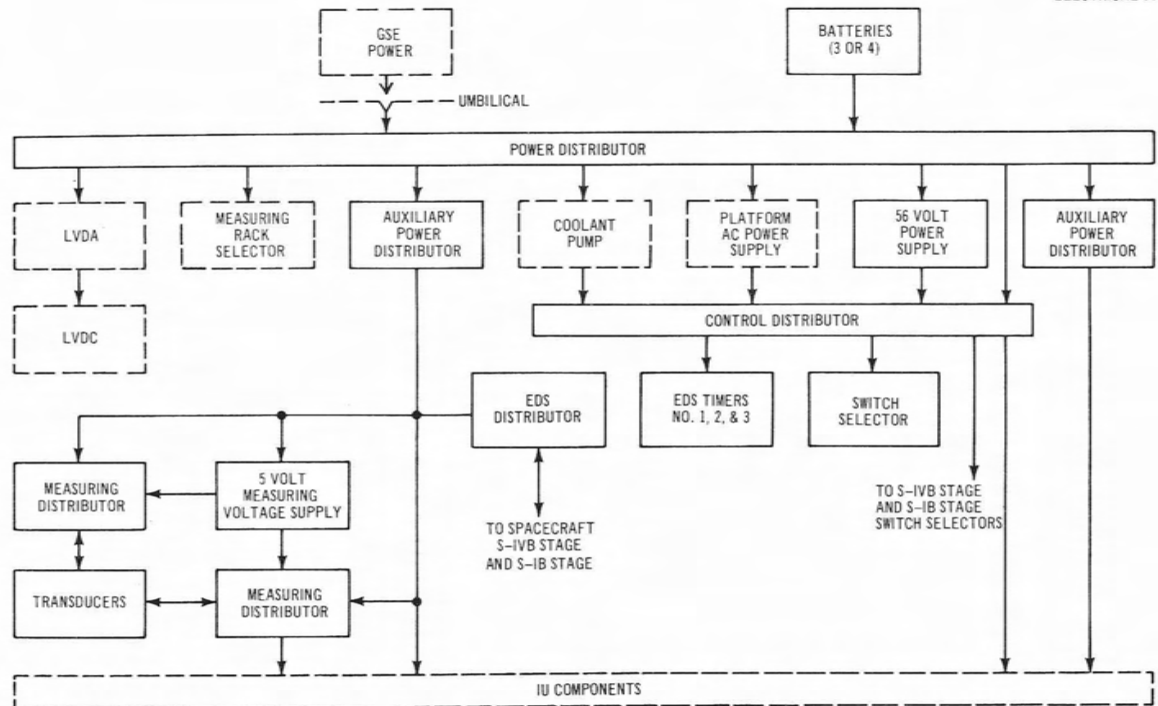 GSE
POWER
BATTERIES
(3 OR 4)
UMBILICAL
POWER DISTRIBUTOR
LVDA
MEASURING
RACK
SELECTOR
AUXILIARY
POWER
DISTRIBUTOR
COOLANT
PUMP
PLATFORM
AC POWER
SUPPLY
56 VOLT
POWER
SUPPLY
AUXILIARY
POWER
DISTRIBUTOR
LVDC
CONTROL DISTRIBUTOR
EDS
DISTRIBUTOR
EDS TIMERS
NO. 1, 2, & 3
SWITCH
SELECTOR
MEASURING
DISTRIBUTOR
5 VOLT
MEASURING
VOLTAGE SUPPLY
TO SPACECRAFT
S-IVB STAGE
AND S-IB STAGE
TO S-IVB STAGE
AND S-IB STAGE
SWITCH SELECTORS
TRANSDUCERS
MEASURING
DISTRIBUTOR
IU COMPONENTS